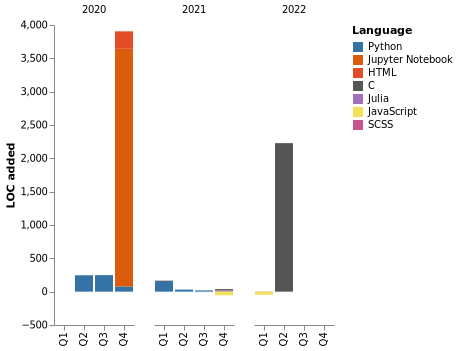 2020 2021 2022
4,000
3,500
3,000
2,500
2,000
1,500
1,000
500
0
−500
LOC added
Q1 Q2 Q3 Q4 Q1 Q2 Q3 Q4 Q1 Q2 Q3 Q4
Language
Python
Jupyter Notebook
HTML
C
Julia
JavaScript
SCSS